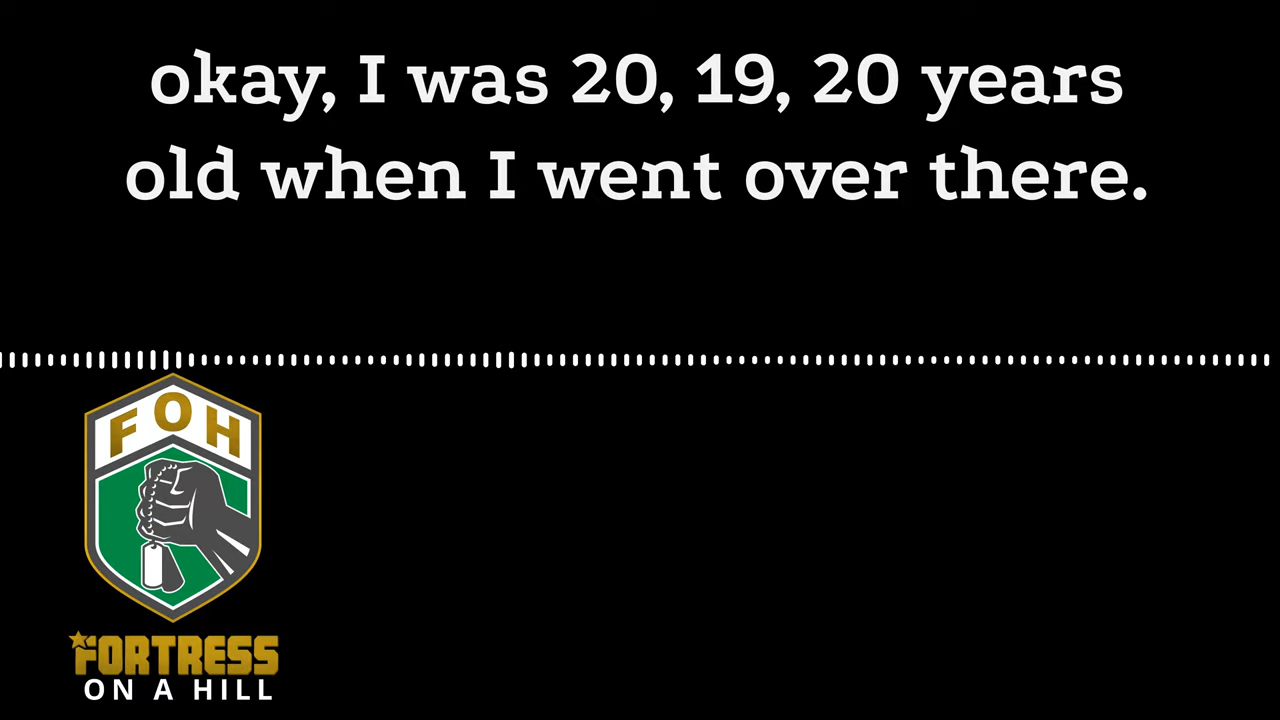 okay, I was 20, 19, 20 years
old when I went over there.
FOH
FORTRESS
ON A HILL